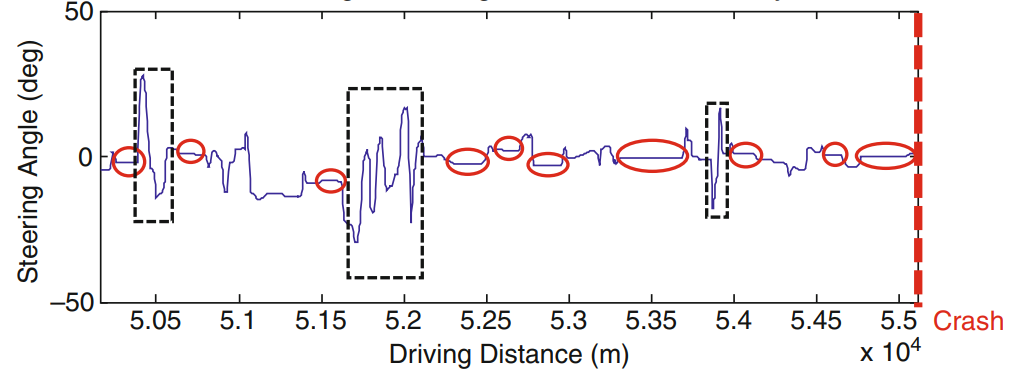 50
0
−50
Steering Angle (deg)
5.05 5.1 5.15 5.2 5.25 5.3 5.35 5.4 5.45 5.5
Crash
Driving Distance (m)
x 10⁴